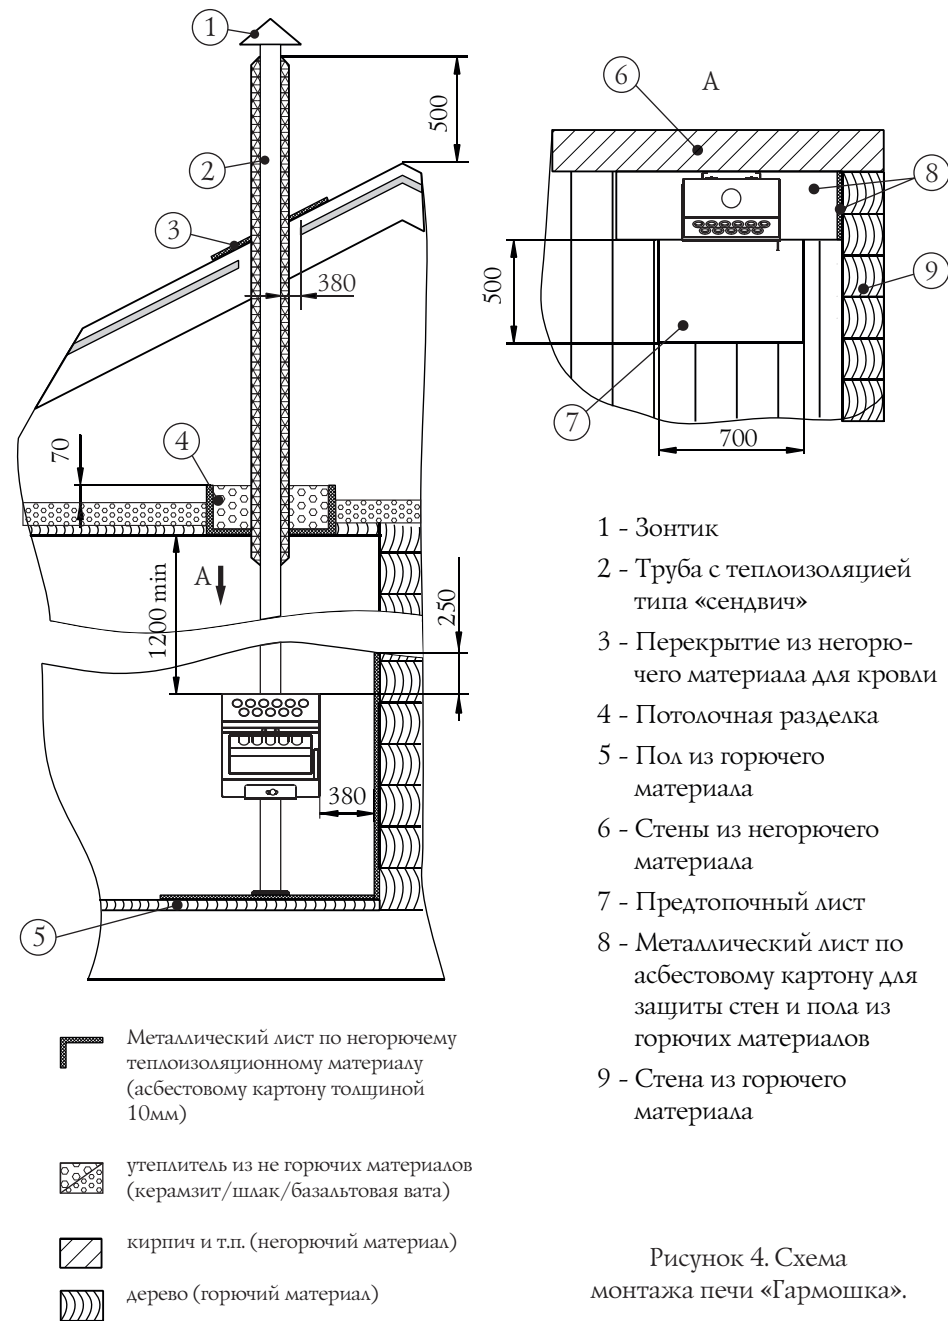 1
2
500
3
380
70
4
А
1200 min
250
380
5
6
А
8
500
9
7
700
1 - Зонтик
2 - Труба с теплоизоляцией
типа «сендвич»
3 - Перекрытие из негорю-
чего материала для кровли
4 - Потолочная разделка
5 - Пол из горючего
материала
6 - Стены из негорючего
материала
7 - Предтопочный лист
8 - Металлический лист по
асбестовому картону для
защиты стен и пола из
горючих материалов
9 - Стена из горючего
материала
Металлический лист по негорючему
теплоизоляционному материалу
(асбестовому картону толщиной
10мм)
утеплитель из не горючих материалов
(керамзит/шлак/базальтовая вата)
кирпич и т.п. (негорючий материал)
дерево (горючий материал)
Рисунок 4. Схема
монтажа печи «Гармошка».